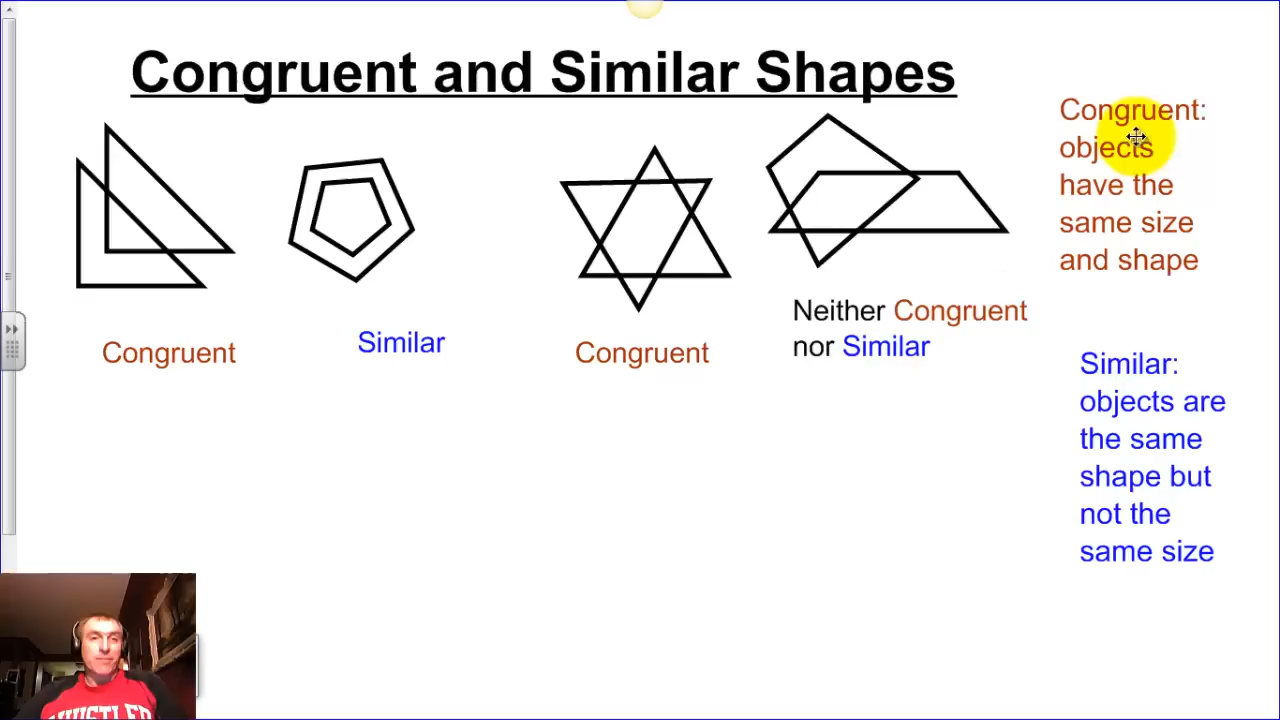 Congruent and Similar Shapes
Congruent
Similar
Congruent
Neither Congruent
nor Similar
Congruent:
objects
have the
same size
and shape
Similar:
objects are
the same
shape but
not the
same size